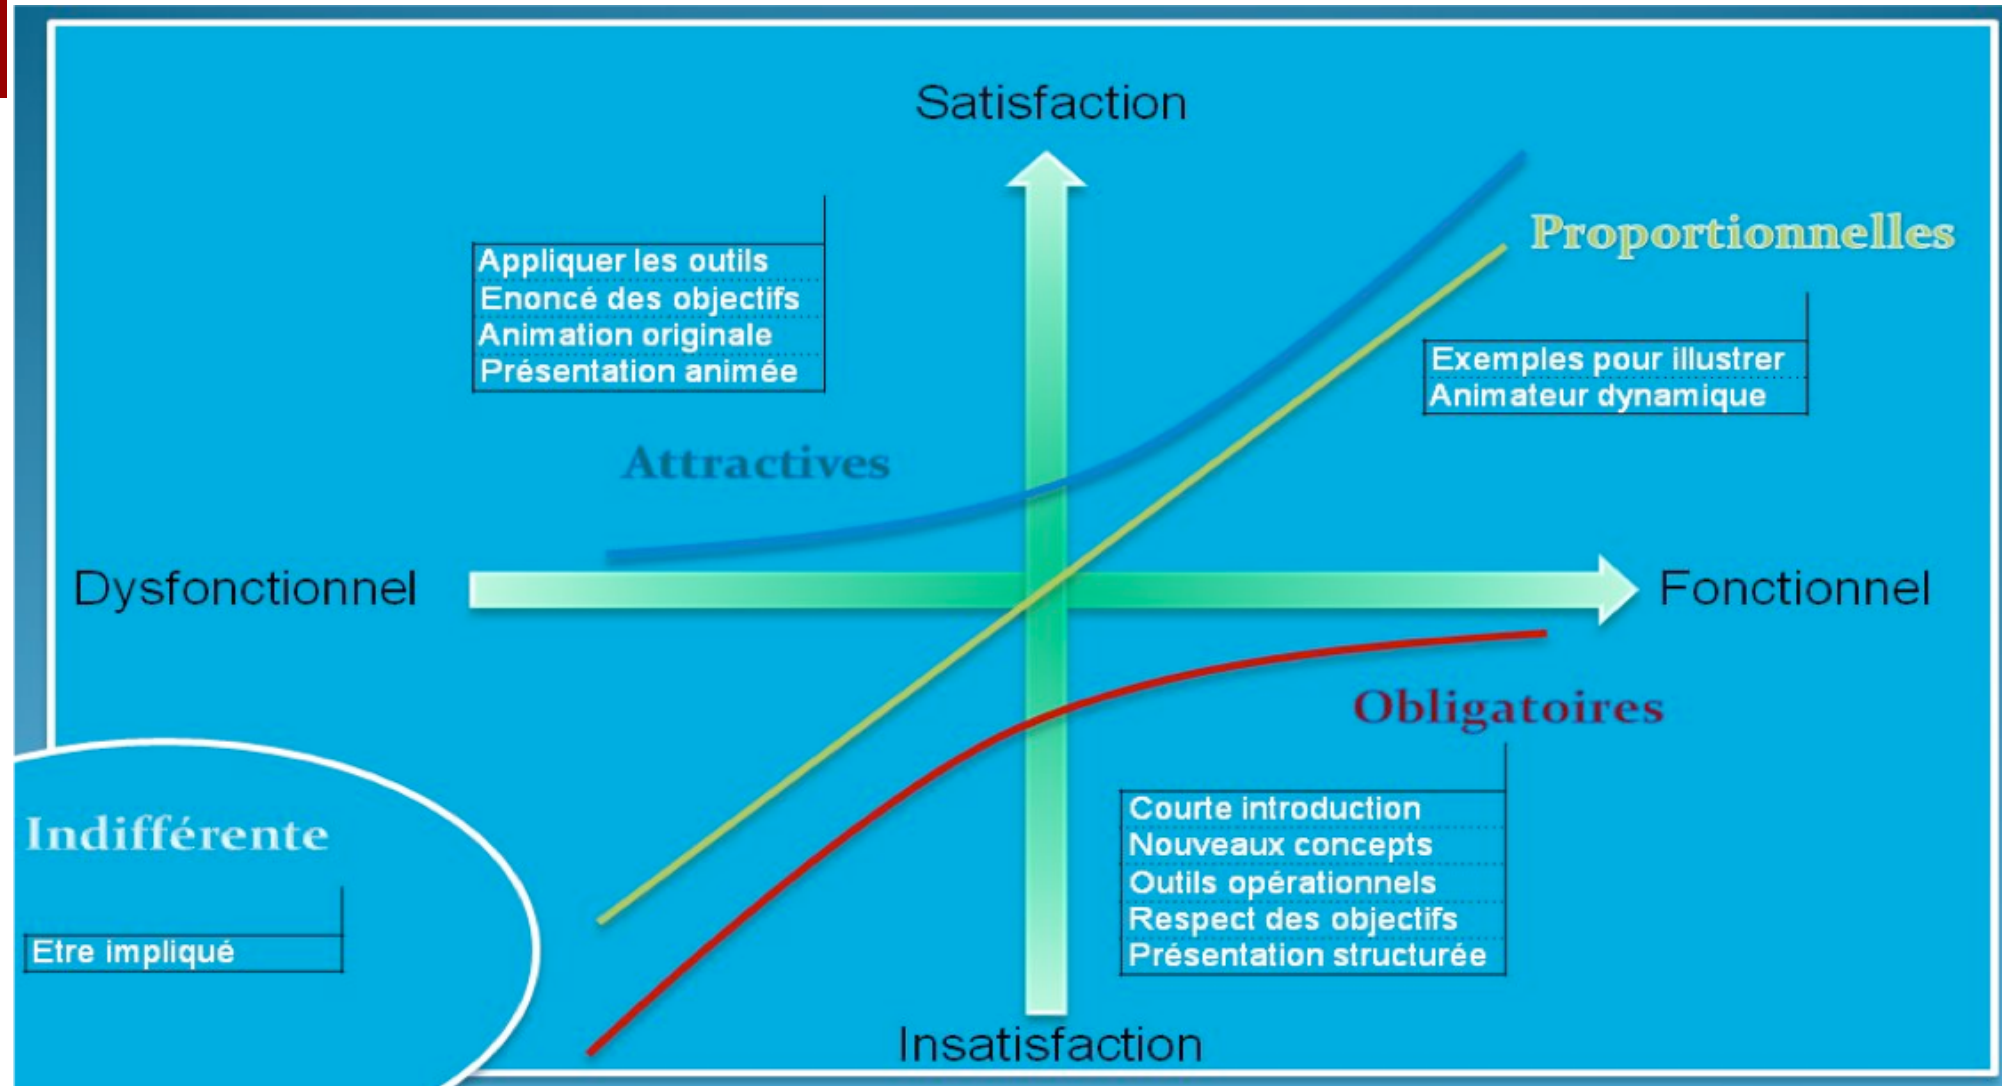 Satisfaction
Appliquer les outils
Enoncé des objectifs
Animation originale
Présentation animée
Attractives
Proportionnelles
Exemples pour illustrer
Animateur dynamique
Dysfonctionnel
Fonctionnel
Obligatoires
Courte introduction
Nouveaux concepts
Outils opérationnels
Respect des objectifs
Présentation structurée
Indifférente
Etre impliqué
Insatisfaction